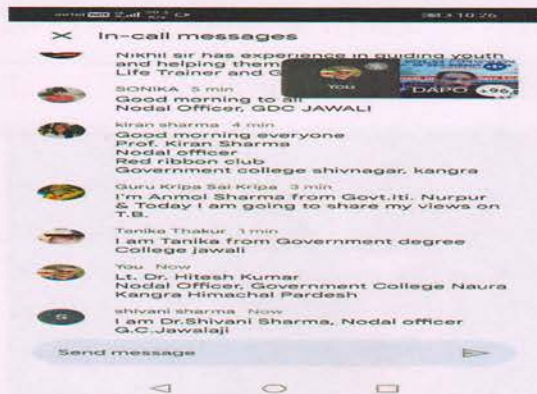 10:26
In-call messages
Nikhil sir has experience in guiding youth
and helping them
Life Trainer and G
You
DAPO
+96
SONIKA 5 min
Good morning to all
Nodal Officer, GDC JAWALI
kiran sharma 4 min
Good morning everyone
Prof. Kiran Sharma
Nodal officer
Red ribbon club
Government college shivnagar, kangra
Guru Kripa Sai Kripa 3 min
I'm Anmol Sharma from Govt.Iti. Nurpur
& Today I am going to share my views on
T.B.
Tanika Thakur 1 min
I am Tanika from Government degree
College jawali
You Now
Lt. Dr. Hitesh Kumar
Nodal Officer, Government College Naura
Kangra Himachal Pardesh
S
shivani sharma Now
I am Dr.Shivani Sharma, Nodal officer
G.C.Jawalaji
Send message